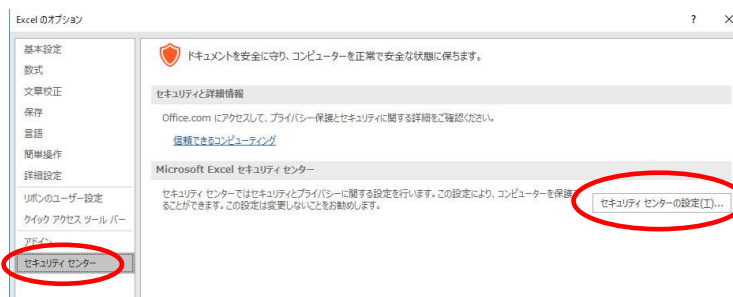 Excel のオプション
? ×
基本設定
数式
文章校正
保存
言語
簡単操作
詳細設定
リボンのユーザー設定
クイック アクセス ツール バー
アドイン
セキュリティ センター
ドキュメントを安全に守り、コンピューターを正常で安全な状態に保ちます。
セキュリティと詳細情報
Office.com にアクセスして、プライバシー保護とセキュリティに関する詳細をご確認ください。
信頼できるコンピューティング
Microsoft Excel セキュリティ センター
セキュリティ センターではセキュリティとプライバシーに関する設定を行います。この設定により、コンピューターを保護
ることができます。この設定は変更しないことをお勧めします。
セキュリティ センターの設定(T)...